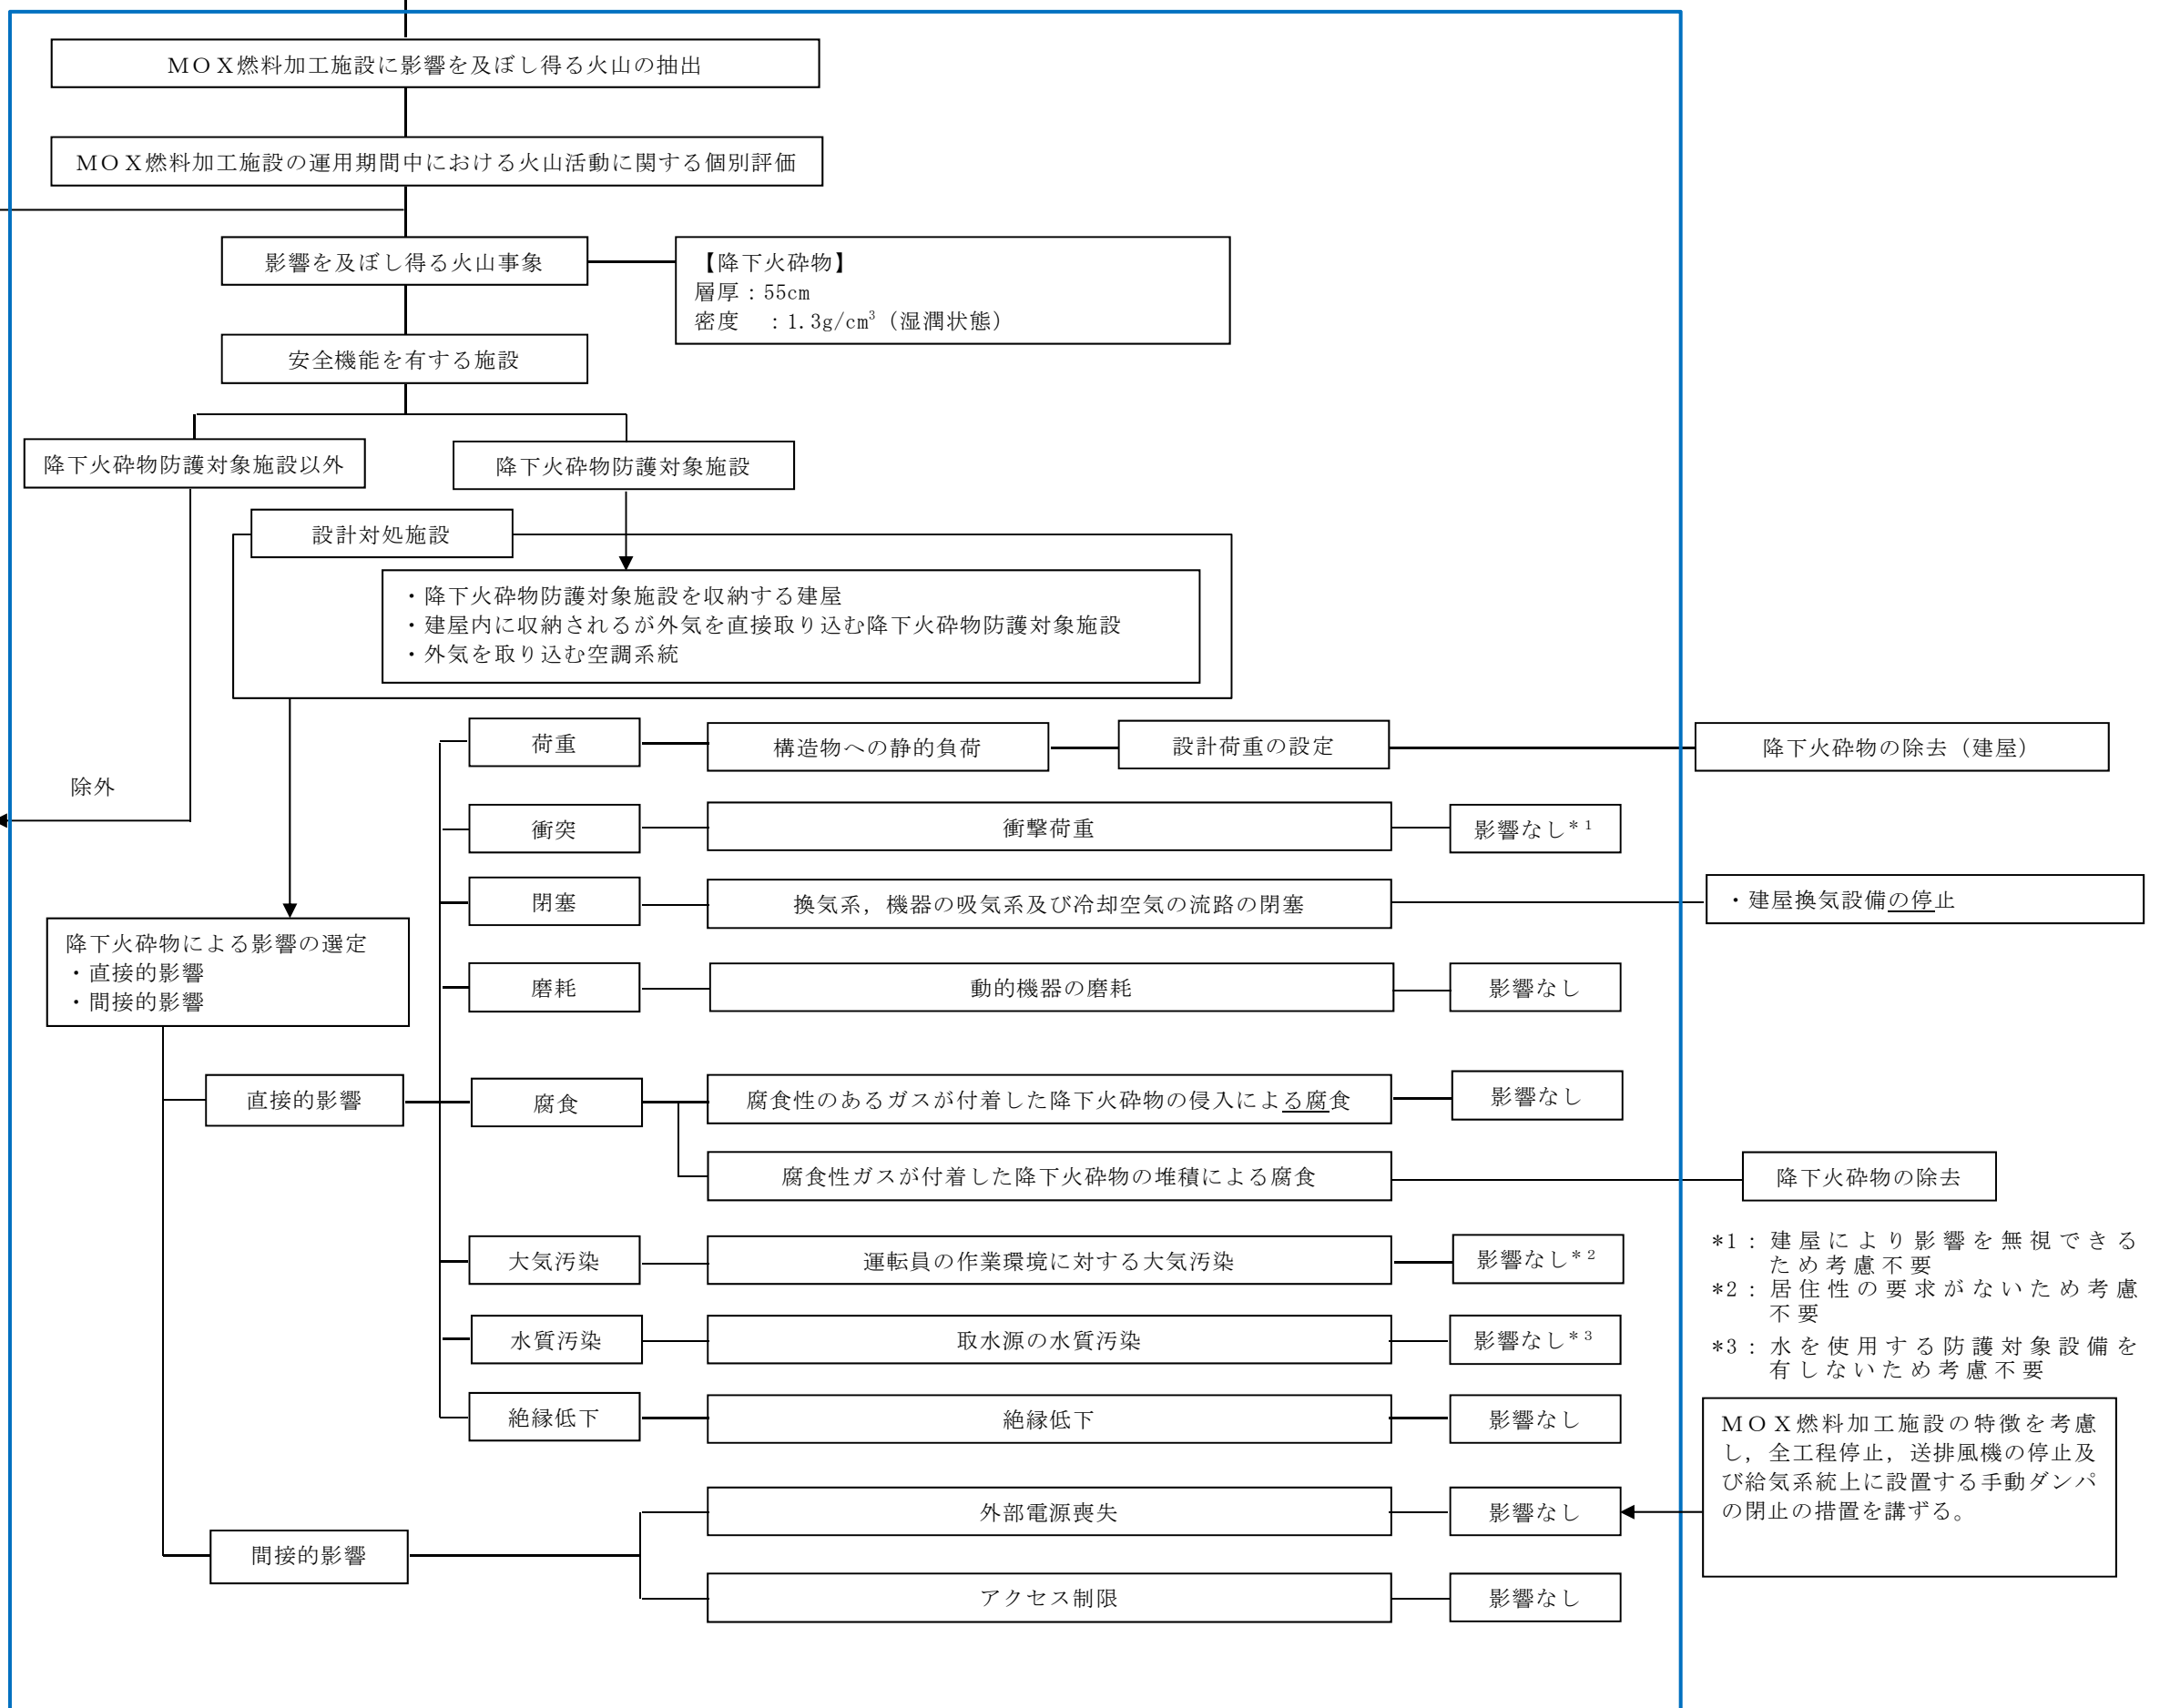 ＭＯＸ燃料加工施設に影響を及ぼし得る火山の抽出
ＭＯＸ燃料加工施設の運用期間中における火山活動に関する個別評価
影響を及ぼし得る火山事象
【降下火砕物】
層厚：55cm
密度　：1.3g/cm³（湿潤状態）
安全機能を有する施設
降下火砕物防護対象施設以外
降下火砕物防護対象施設
設計対処施設
・降下火砕物防護対象施設を収納する建屋
・建屋内に収納されるが外気を直接取り込む降下火砕物防護対象施設
・外気を取り込む空調系統
荷重
構造物への静的負荷
設計荷重の設定
降下火砕物の除去（建屋）
除外
衝突
衝撃荷重
影響なし＊１
閉塞
換気系，機器の吸気系及び冷却空気の流路の閉塞
・建屋換気設備の停止
降下火砕物による影響の選定
・直接的影響
・間接的影響
磨耗
動的機器の磨耗
影響なし
直接的影響
腐食
腐食性のあるガスが付着した降下火砕物の侵入による腐食
影響なし
腐食性ガスが付着した降下火砕物の堆積による腐食
降下火砕物の除去
大気汚染
運転員の作業環境に対する大気汚染
影響なし＊２
*1：建屋により影響を無視できる
ため考慮不要
*2：居住性の要求がないため考慮
不要
*3：水を使用する防護対象設備を
有しないため考慮不要
水質汚染
取水源の水質汚染
影響なし＊３
絶縁低下
絶縁低下
影響なし
ＭＯＸ燃料加工施設の特徴を考慮
し，全工程停止，送排風機の停止及
び給気系統上に設置する手動ダンパ
の閉止の措置を講ずる。
間接的影響
外部電源喪失
影響なし
アクセス制限
影響なし